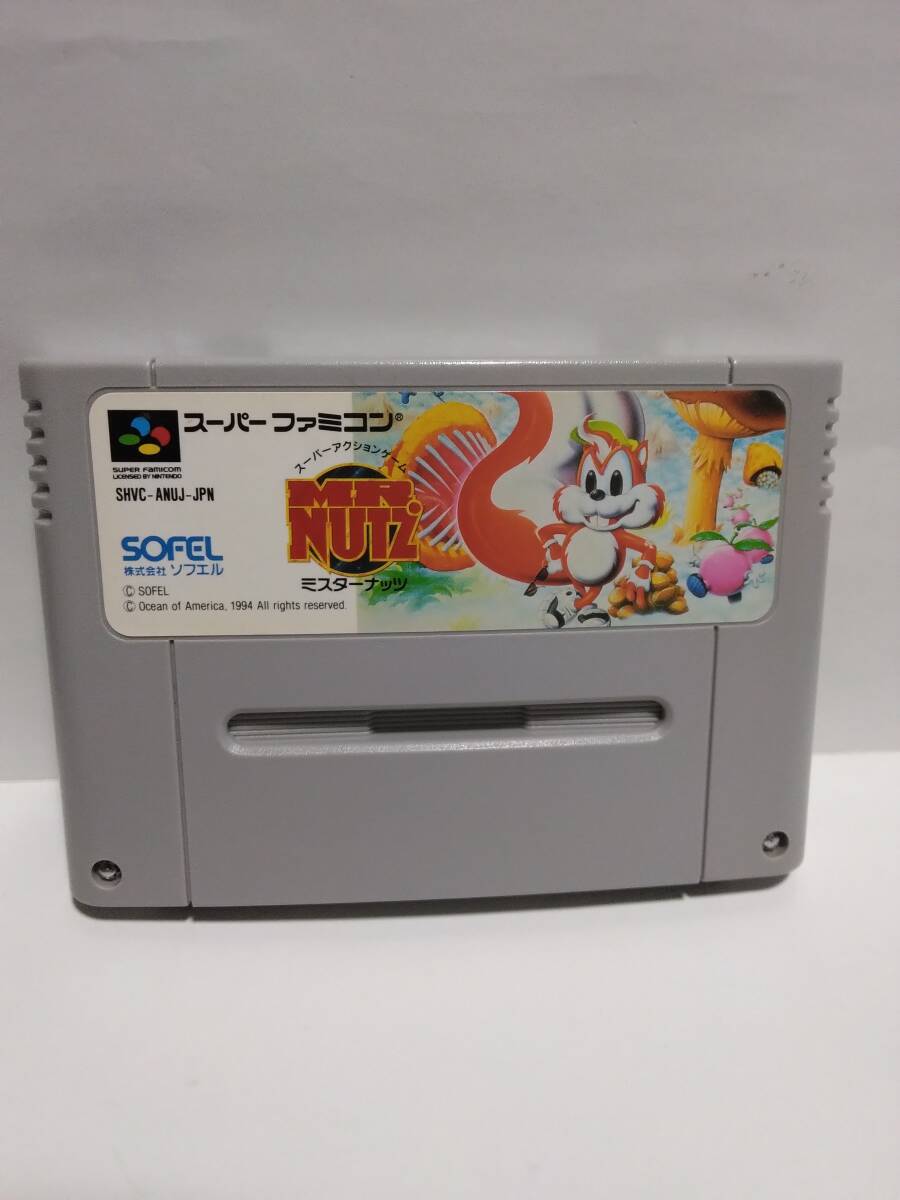 スーパーファミコン®
SUPER FAMICOM
LICENSED BY NINTENDO
SHVC-ANUJ-JPN
スーパーアクションゲーム
MR. NUTZ
ミスターナッツ
SOFEL
株式会社 ソフエル
© SOFEL
© Ocean of America, 1994 All rights reserved.